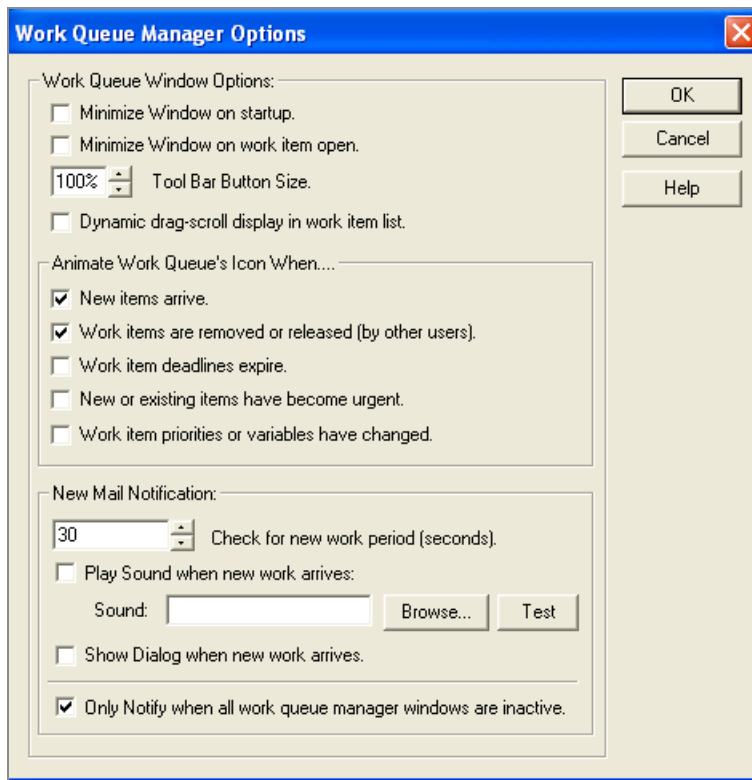 Work Queue Manager Options
Work Queue Window Options:
Minimize Window on startup.
Minimize Window on work item open.
100% Tool Bar Button Size.
Dynamic drag-scroll display in work item list.
Animate Work Queue's Icon When....
New items arrive.
Work items are removed or released (by other users).
Work item deadlines expire.
New or existing items have become urgent.
Work item priorities or variables have changed.
New Mail Notification:
30 Check for new work period (seconds).
Play Sound when new work arrives:
Sound: Browse... Test
Show Dialog when new work arrives.
Only Notify when all work queue manager windows are inactive.
OK
Cancel
Help